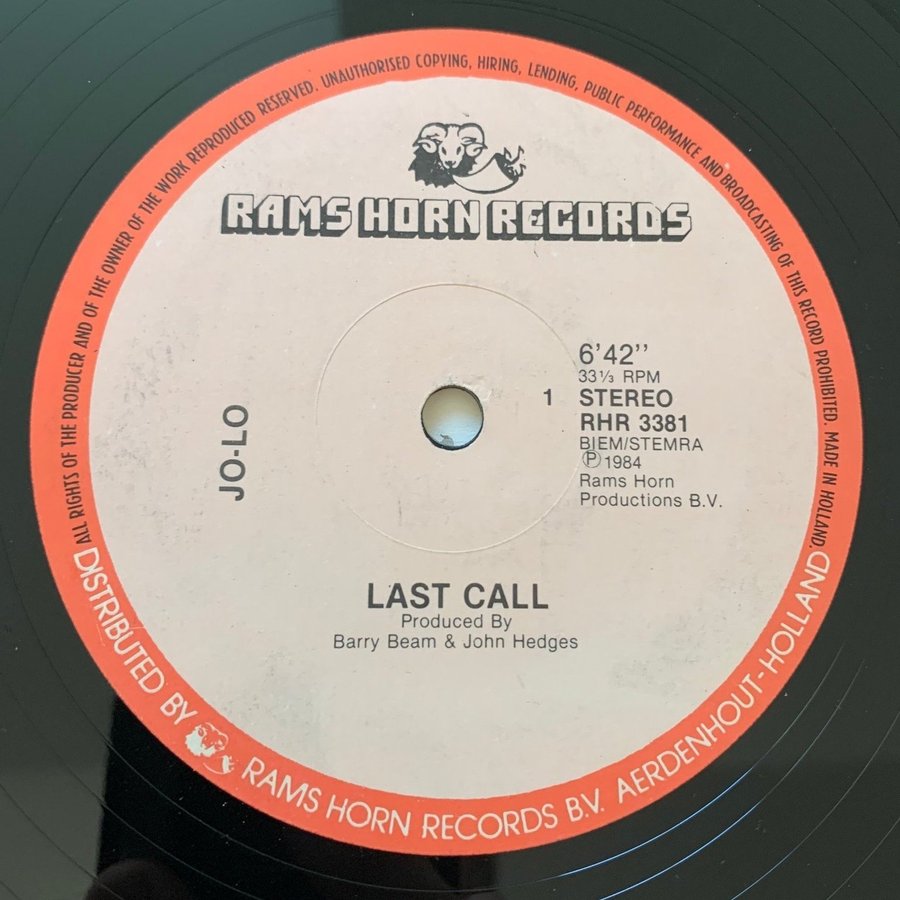 ALL RIGHTS OF THE PRODUCER AND OF THE OWNER OF THE WORK REPRODUCED RESERVED. UNAUTHORISED COPYING, HIRING, LENDING, PUBLIC PERFORMANCE AND BROADCASTING OF THIS RECORD PROHIBITED. MADE IN HOLLAND.
RAMS HORN RECORDS
6'42''
33⅓ RPM
1 STEREO
RHR 3381
BIEM/STEMRA
Ⓟ 1984
Rams Horn
Productions B.V.
JO-LO
LAST CALL
Produced By
Barry Beam & John Hedges
DISTRIBUTED BY RAMS HORN RECORDS B.V. AERDENHOUT-HOLLAND